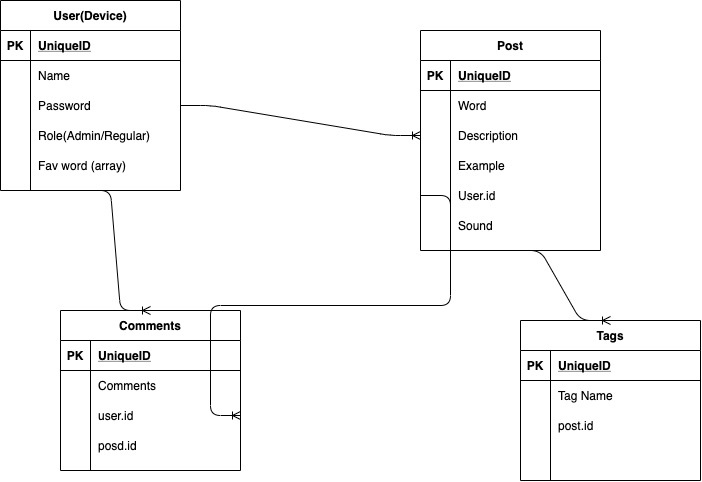 User(Device)
PK UniqueID
Name
Password
Role(Admin/Regular)
Fav word (array)
Post
PK UniqueID
Word
Description
Example
User.id
Sound
Comments
PK UniqueID
Comments
user.id
posd.id
Tags
PK UniqueID
Tag Name
post.id